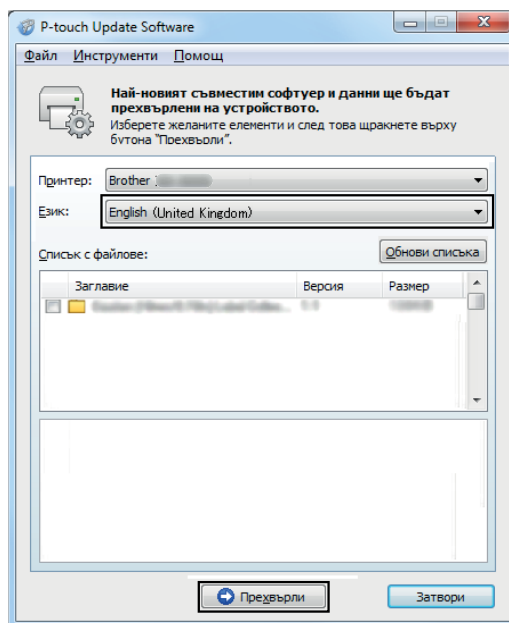 P-touch Update Software
Файл Инструменти Помощ
Най-новият съвместим софтуер и данни ще бъдат
прехвърлени на устройството.
Изберете желаните елементи и след това щракнете върху
бутона "Прехвърли".
Принтер: Brother
Език: English (United Kingdom)
Списък с файлове: Обнови списъка
Заглавие Версия Размер
Прехвърли Затвори